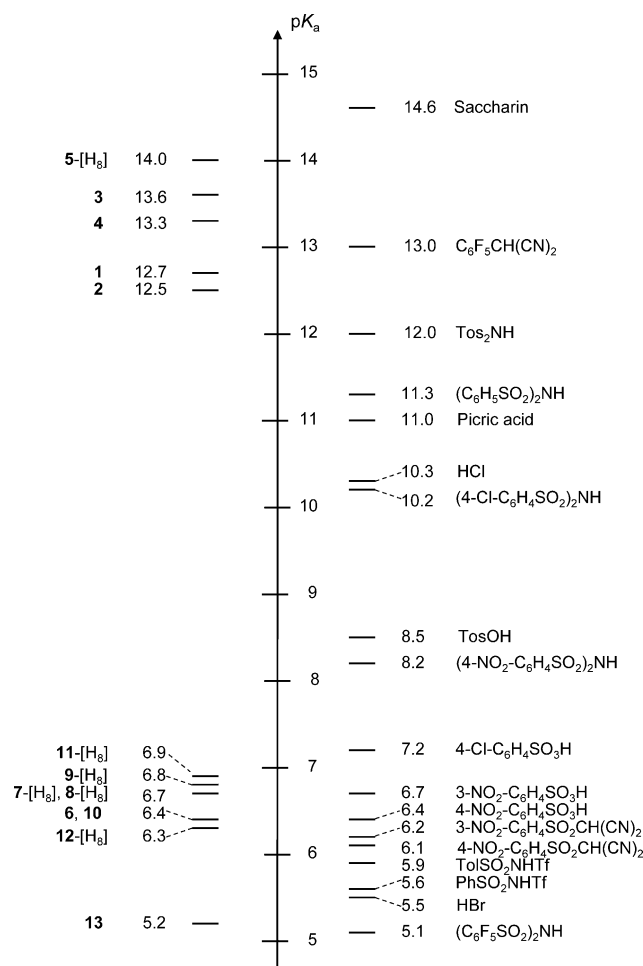 pKa
15
14.6 Saccharin
5-[H8] 14.0
14
3 13.6
4 13.3
13
13.0 C6F5CH(CN)2
1 12.7
2 12.5
12
12.0 Tos2NH
11.3 (C6H5SO2)2NH
11
11.0 Picric acid
10.3 HCl
10
10.2 (4-Cl-C6H4SO2)2NH
9
8.5 TosOH
8.2 (4-NO2-C6H4SO2)2NH
8
11-[H8] 6.9
7.2 4-Cl-C6H4SO3H
7
9-[H8] 6.8
7-[H8], 8-[H8] 6.7
6.7 3-NO2-C6H4SO3H
6, 10 6.4
6.4 4-NO2-C6H4SO3H
12-[H8] 6.3
6.2 3-NO2-C6H4SO2CH(CN)2
6
6.1 4-NO2-C6H4SO2CH(CN)2
5.9 TolSO2NHTf
5.6 PhSO2NHTf
5.5 HBr
13 5.2
5
5.1 (C6F5SO2)2NH